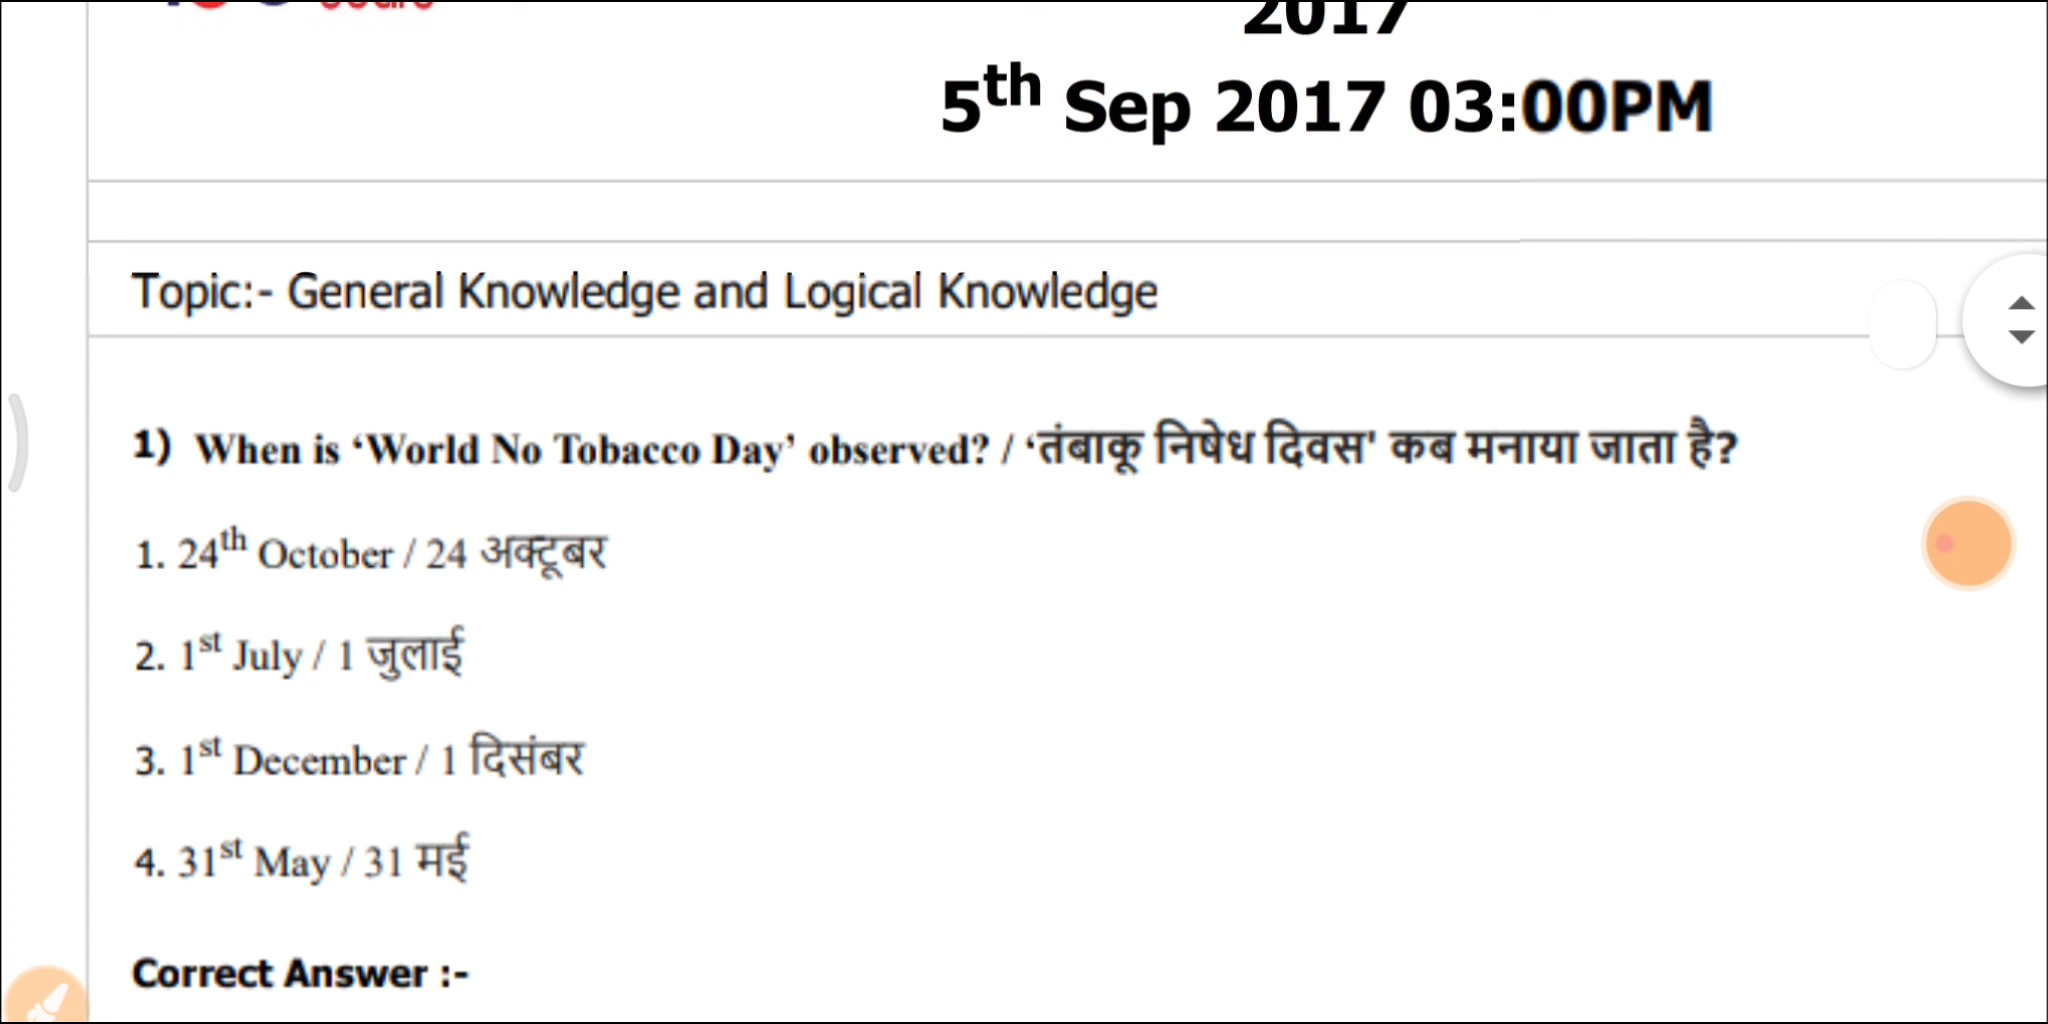 2017
5th Sep 2017 03:00PM
Topic:- General Knowledge and Logical Knowledge
1) When is ‘World No Tobacco Day’ observed? / ‘तंबाकू निषेध दिवस' कब मनाया जाता है?
1. 24th October / 24 अक्टूबर
2. 1st July / 1 जुलाई
3. 1st December / 1 दिसंबर
4. 31st May / 31 मई
Correct Answer :-